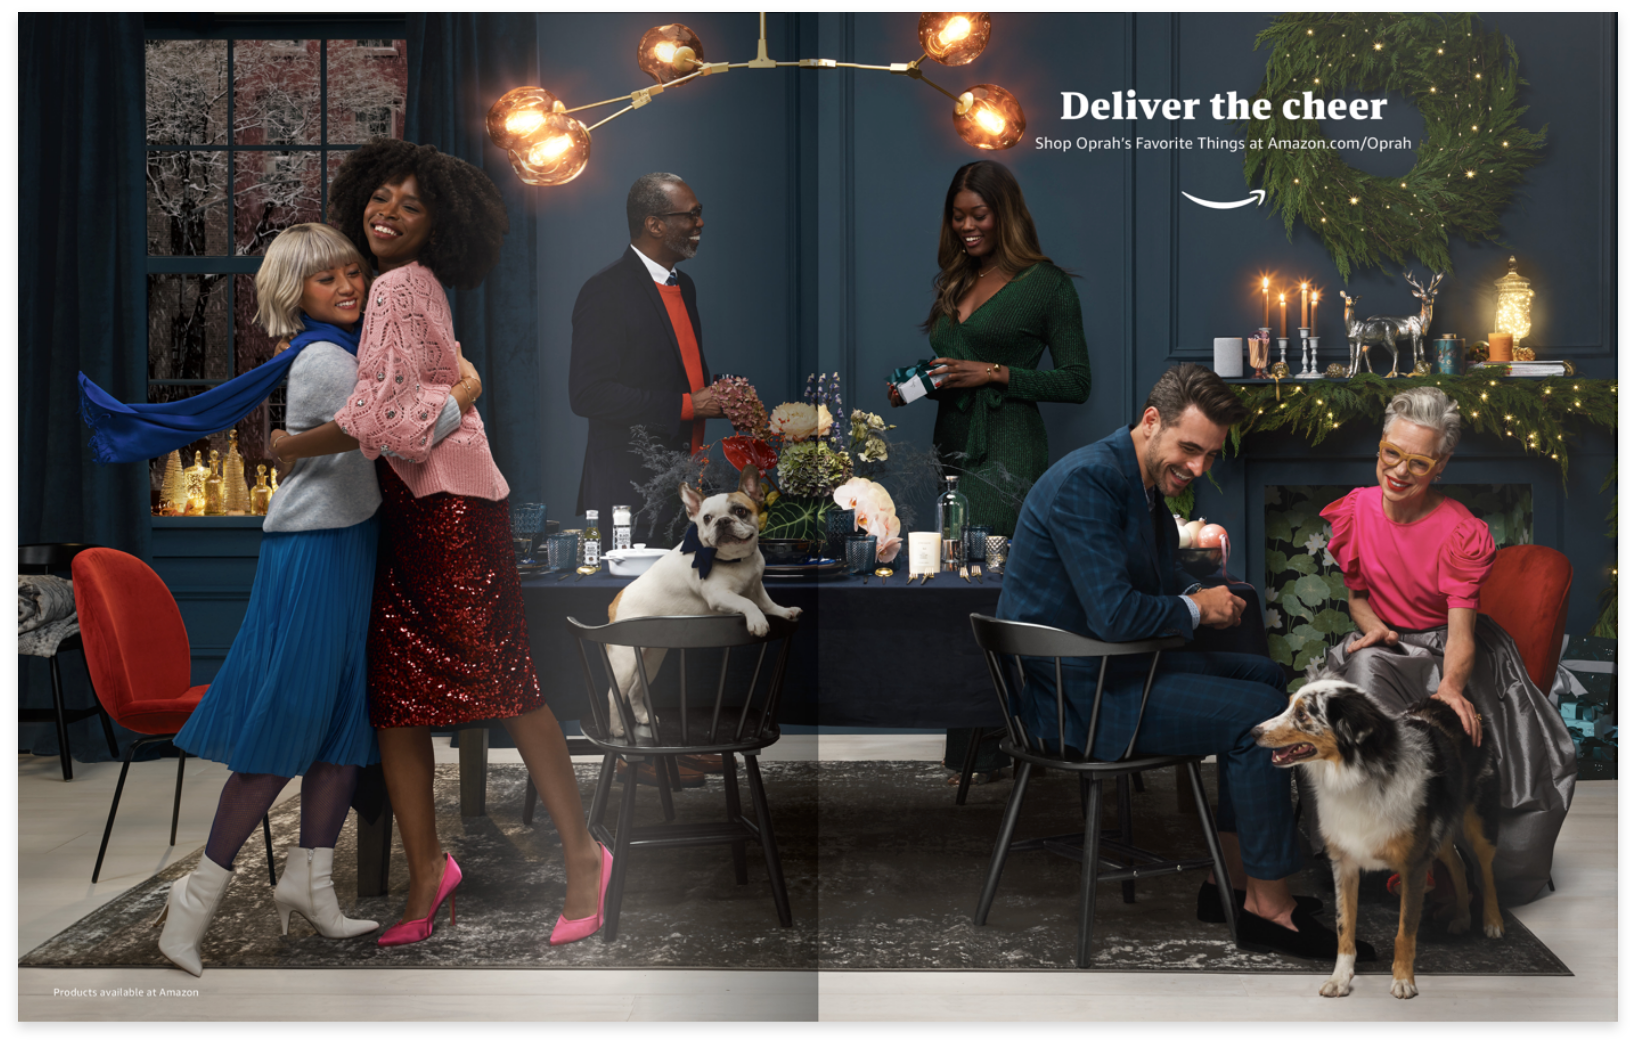 Deliver the cheer
Shop Oprah's Favorite Things at Amazon.com/Oprah
Products available at Amazon